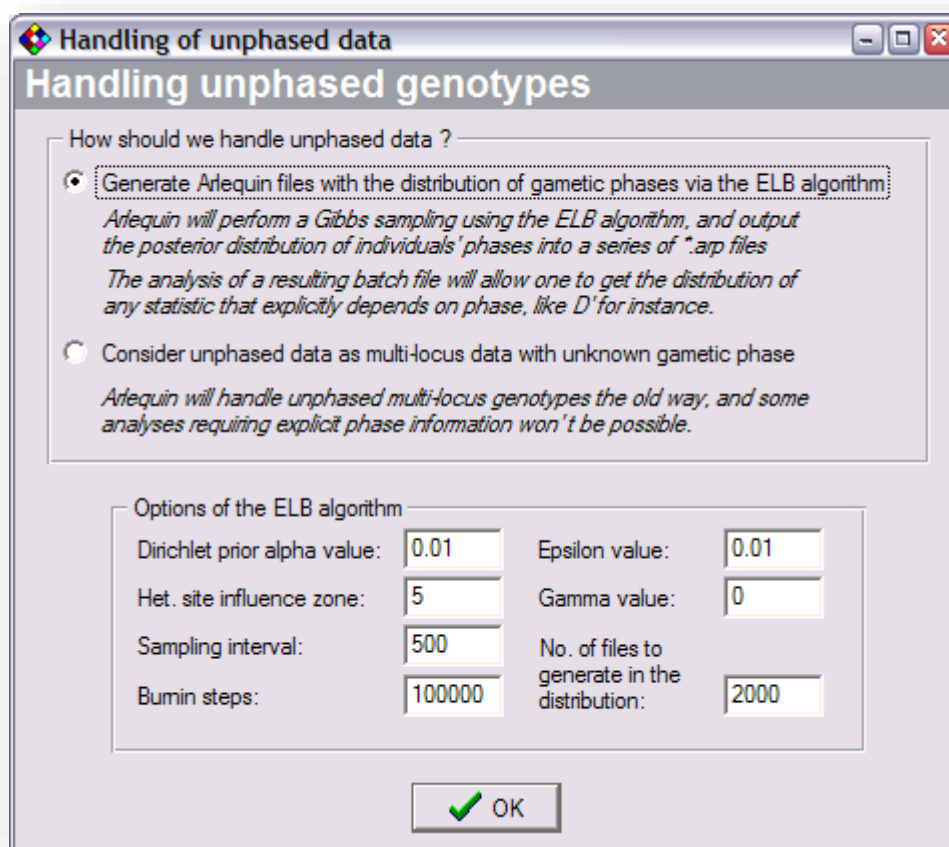 Handling of unphased data
Handling unphased genotypes
How should we handle unphased data ?
Generate Arlequin files with the distribution of gametic phases via the ELB algorithm
Arlequin will perform a Gibbs sampling using the ELB algorithm, and output
the posterior distribution of individuals' phases into a series of *.arp files
The analysis of a resulting batch file will allow one to get the distribution of
any statistic that explicitly depends on phase, like D' for instance.
Consider unphased data as multi-locus data with unknown gametic phase
Arlequin will handle unphased multi-locus genotypes the old way, and some
analyses requiring explicit phase information won't be possible.
Options of the ELB algorithm
Dirichlet prior alpha value: 0.01
Epsilon value: 0.01
Het. site influence zone: 5
Gamma value: 0
Sampling interval: 500
Burnin steps: 100000
No. of files to
generate in the
distribution: 2000
OK